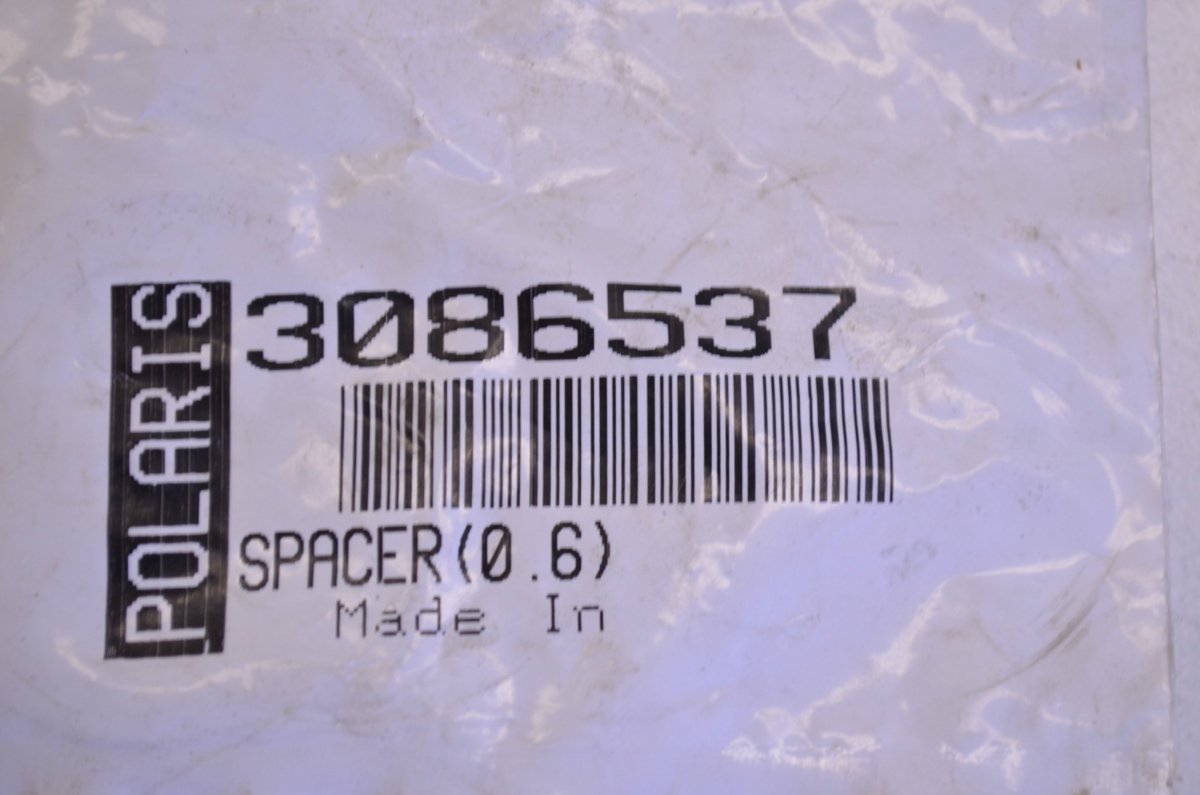 POLARIS
3086537
SPACER(0.6)
Made In